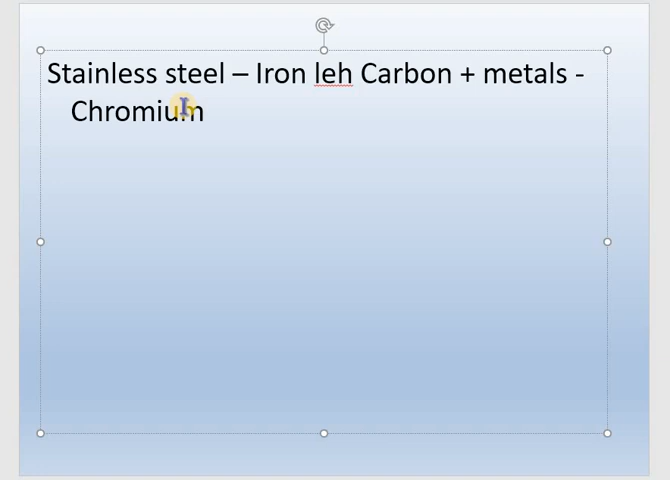 Stainless steel – Iron leh Carbon + metals -
Chromium